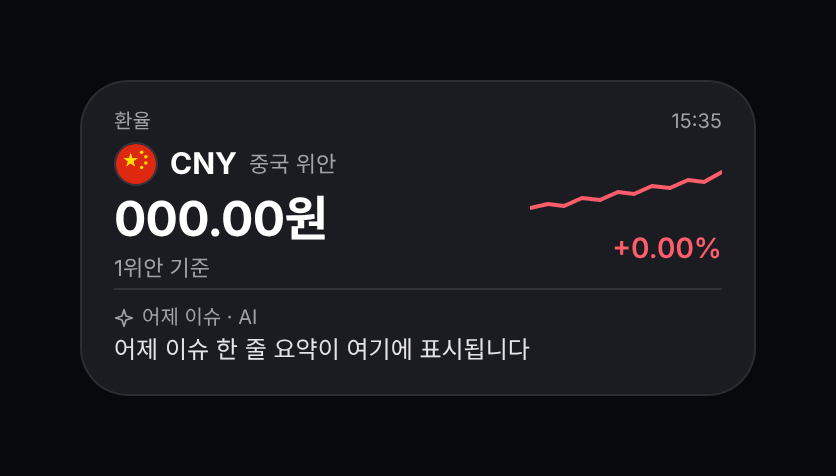 환율
15:35
CNY 중국 위안
000.00원
+0.00%
1위안 기준
어제 이슈 · AI
어제 이슈 한 줄 요약이 여기에 표시됩니다